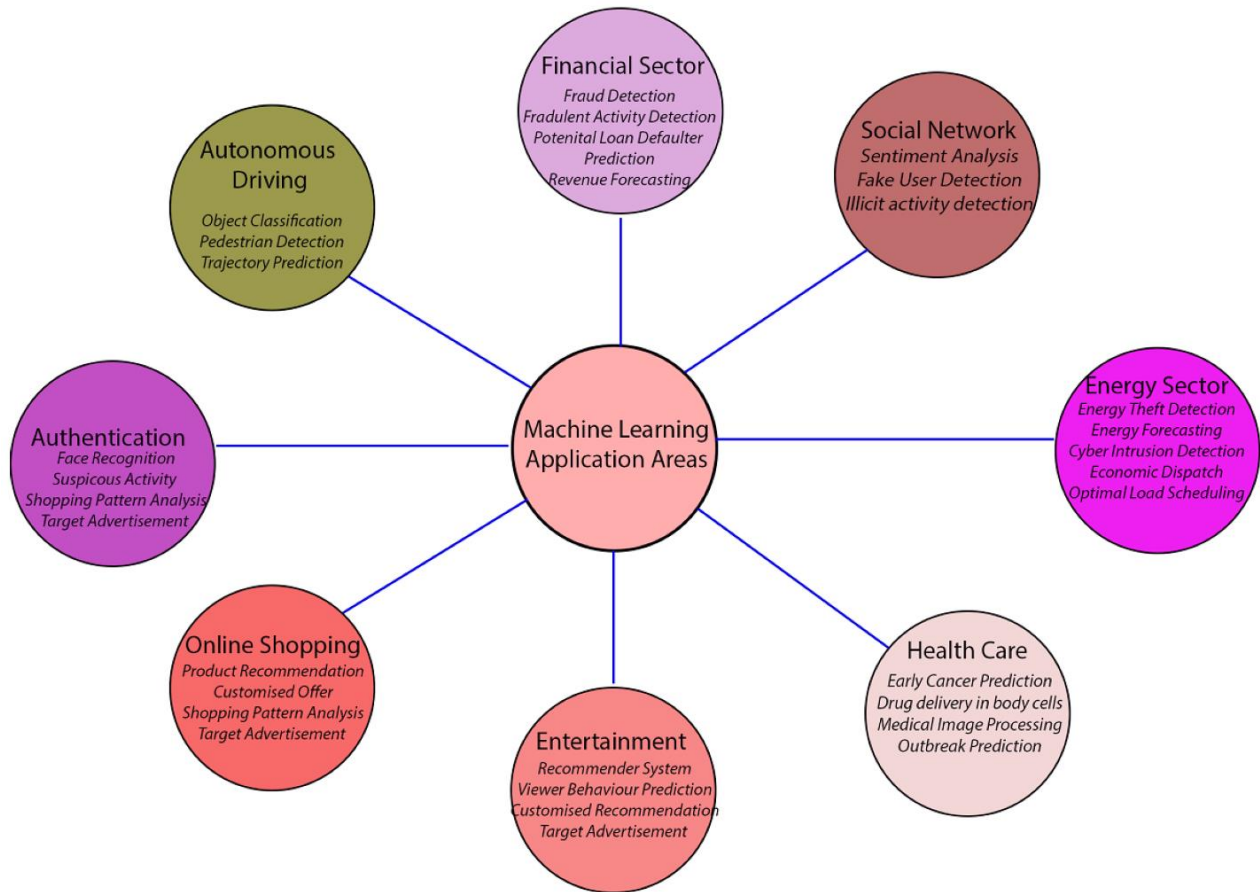 Financial Sector
Fraud Detection
Fradulent Activity Detection
Potenital Loan Defaulter
Prediction
Revenue Forecasting
Social Network
Sentiment Analysis
Fake User Detection
Illicit activity detection
Autonomous
Driving
Object Classification
Pedestrian Detection
Trajectory Prediction
Energy Sector
Energy Theft Detection
Energy Forecasting
Cyber Intrusion Detection
Economic Dispatch
Optimal Load Scheduling
Machine Learning
Application Areas
Authentication
Face Recognition
Suspicous Activity
Shopping Pattern Analysis
Target Advertisement
Online Shopping
Product Recommendation
Customised Offer
Shopping Pattern Analysis
Target Advertisement
Health Care
Early Cancer Prediction
Drug delivery in body cells
Medical Image Processing
Outbreak Prediction
Entertainment
Recommender System
Viewer Behaviour Prediction
Customised Recommendation
Target Advertisement